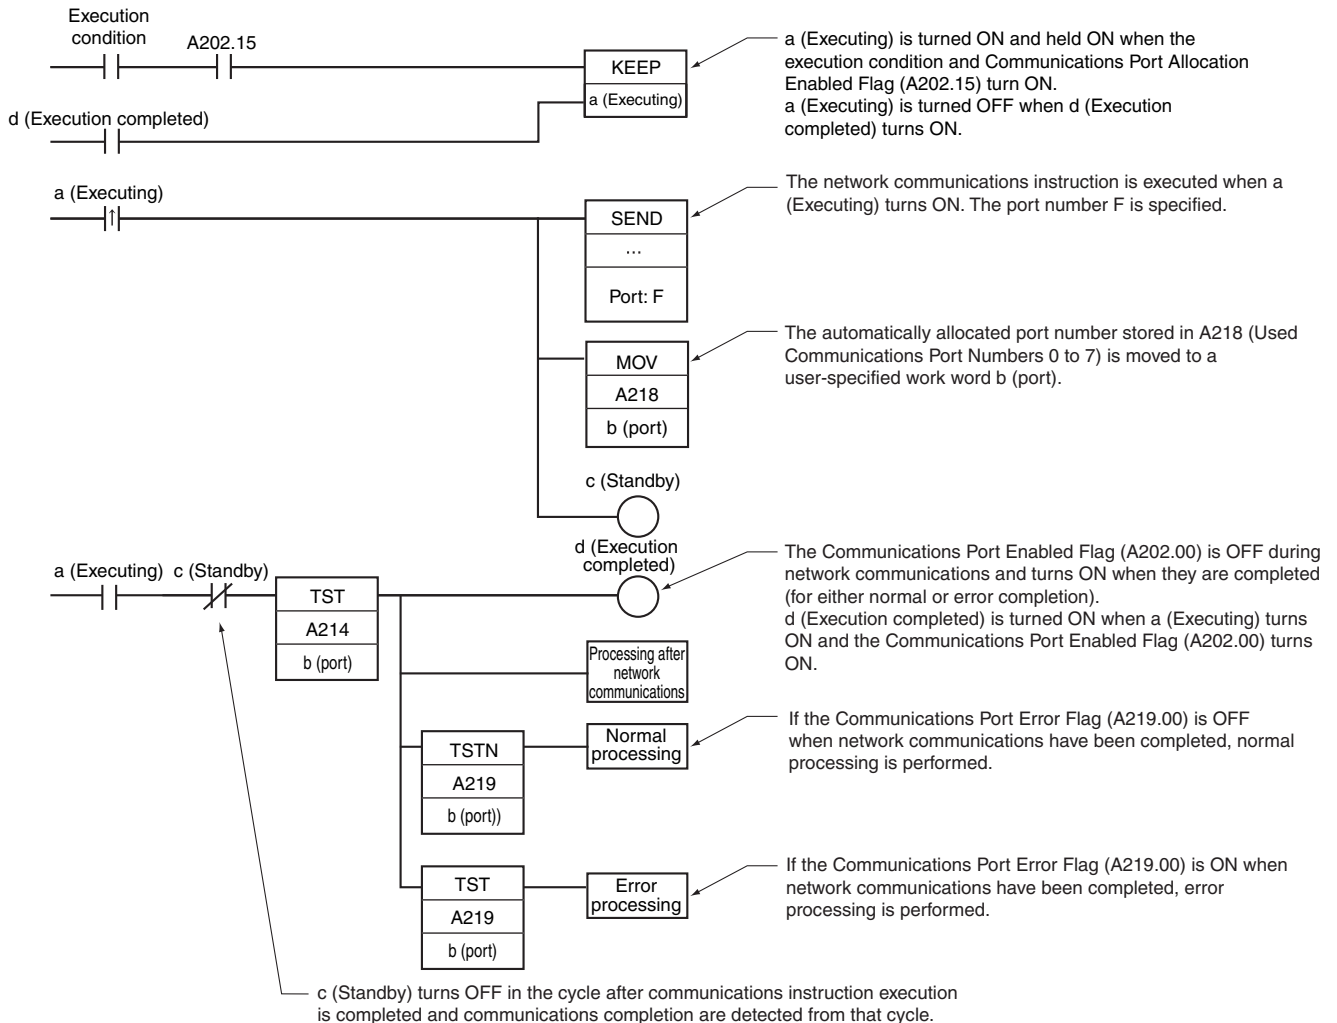 Execution
condition
A202.15
KEEP
a (Executing)
d (Execution completed)
a (Executing) is turned ON and held ON when the
execution condition and Communications Port Allocation
Enabled Flag (A202.15) turn ON.
a (Executing) is turned OFF when d (Execution
completed) turns ON.
a (Executing)
↑
SEND
...
Port: F
The network communications instruction is executed when a
(Executing) turns ON. The port number F is specified.
MOV
A218
b (port)
The automatically allocated port number stored in A218 (Used
Communications Port Numbers 0 to 7) is moved to a
user-specified work word b (port).
c (Standby)
d (Execution
completed)
a (Executing)
c (Standby)
TST
A214
b (port)
The Communications Port Enabled Flag (A202.00) is OFF during
network communications and turns ON when they are completed
(for either normal or error completion).
d (Execution completed) is turned ON when a (Executing) turns
ON and the Communications Port Enabled Flag (A202.00) turns
ON.
Processing after
network
communications
TSTN
A219
b (port))
Normal
processing
If the Communications Port Error Flag (A219.00) is OFF
when network communications have been completed, normal
processing is performed.
TST
A219
b (port)
Error
processing
If the Communications Port Error Flag (A219.00) is ON when
network communications have been completed, error
processing is performed.
c (Standby) turns OFF in the cycle after communications instruction execution
is completed and communications completion are detected from that cycle.